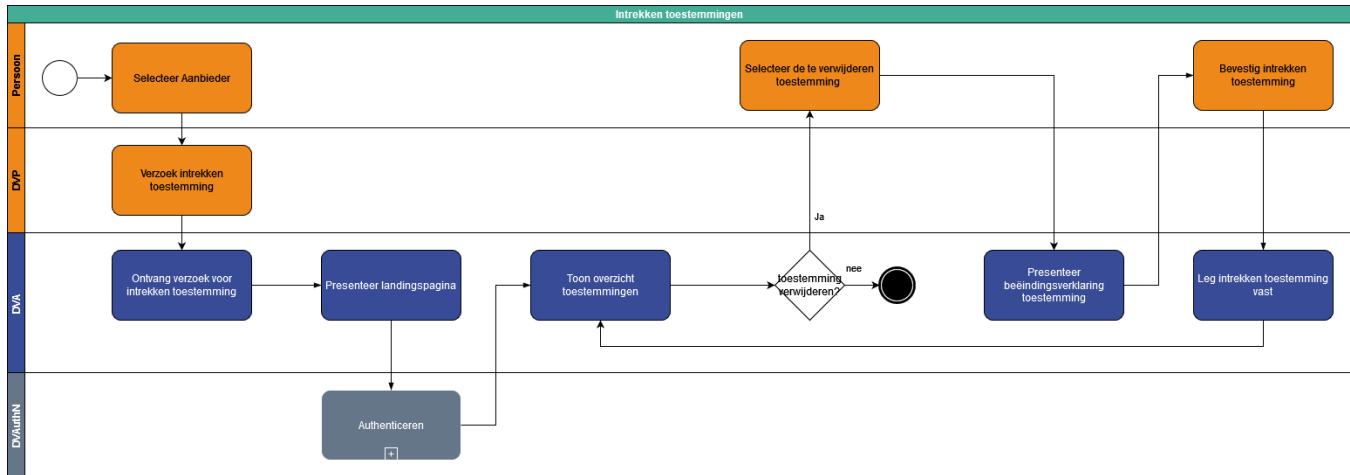 Intrekken toestemmingen
Persoon
Selecteer Aanbieder
Selecteer de te verwijderen
toestemming
Bevestig intrekken
toestemming
DVP
Verzoek intrekken
toestemming
Ja
DVA
Ontvang verzoek voor
intrekken toestemming
Presenteer landingspagina
Toon overzicht
toestemmingen
toestemming
verwijderen?
nee
Presenteer
beëindingsverklaring
toestemming
Leg intrekken toestemming
vast
DVAuthN
Authenticeren